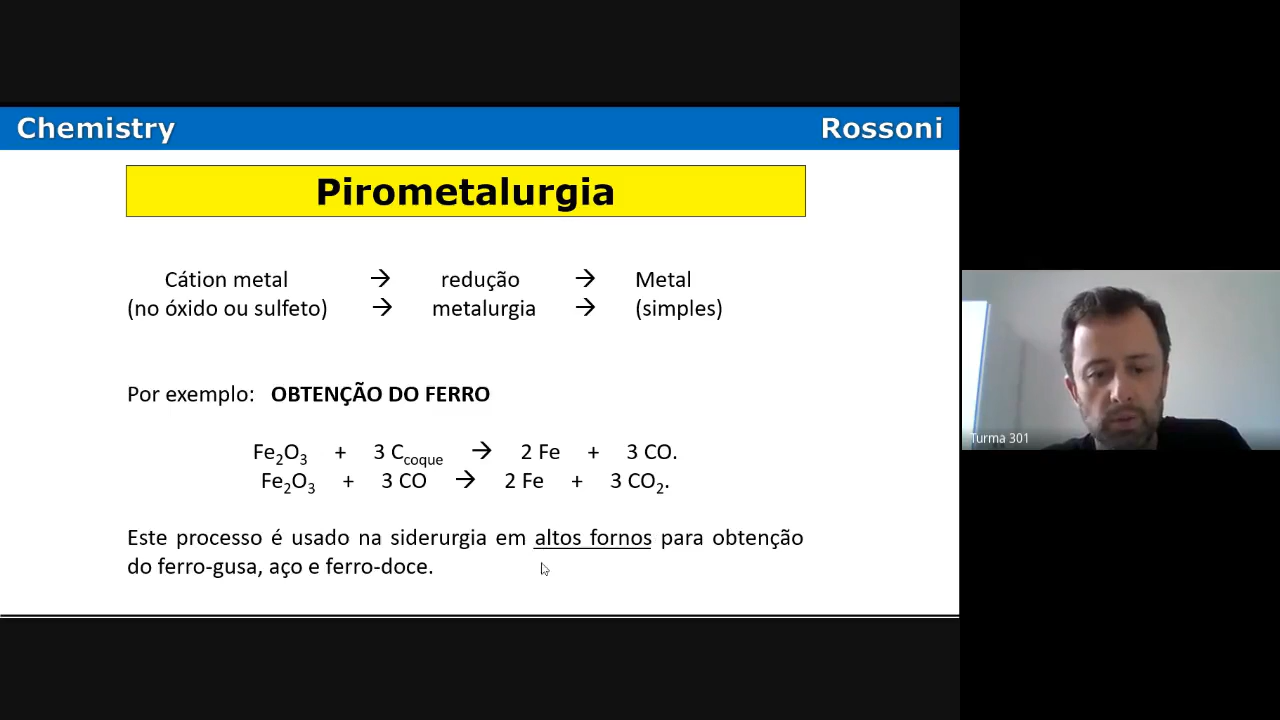 Chemistry Rossoni
Pirometalurgia
Cátion metal → redução → Metal
(no óxido ou sulfeto) → metalurgia → (simples)
Por exemplo: OBTENÇÃO DO FERRO
Fe₂O₃ + 3 Ccoque → 2 Fe + 3 CO.
Fe₂O₃ + 3 CO → 2 Fe + 3 CO₂.
Este processo é usado na siderurgia em altos fornos para obtenção
do ferro-gusa, aço e ferro-doce.
Turma 301